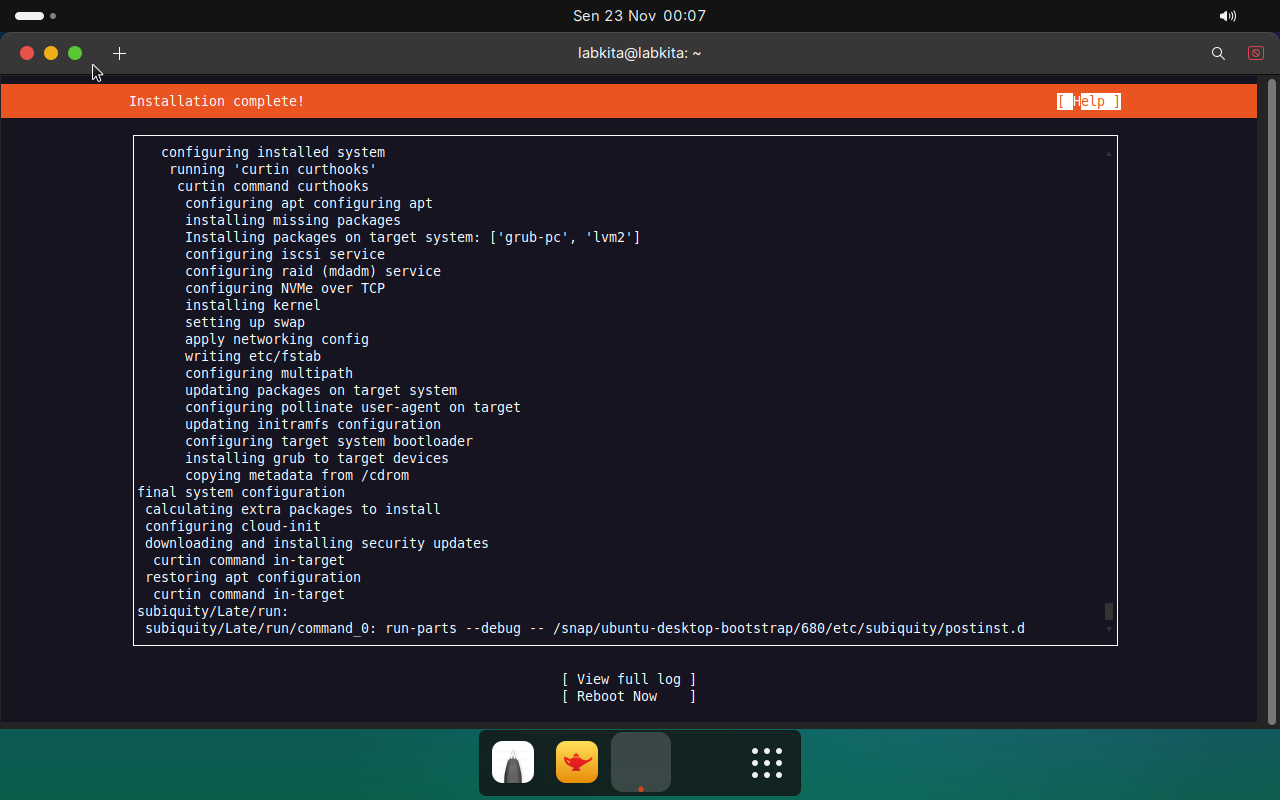 Sen 23 Nov 00:07
labkita@labkita: ~
Installation complete! [ Help ]
configuring installed system
running 'curtin curthooks'
curtin command curthooks
configuring apt configuring apt
installing missing packages
Installing packages on target system: ['grub-pc', 'lvm2']
configuring iscsi service
configuring raid (mdadm) service
configuring NVMe over TCP
installing kernel
setting up swap
apply networking config
writing etc/fstab
configuring multipath
updating packages on target system
configuring pollinate user-agent on target
updating initramfs configuration
configuring target system bootloader
installing grub to target devices
copying metadata from /cdrom
final system configuration
calculating extra packages to install
configuring cloud-init
downloading and installing security updates
curtin command in-target
restoring apt configuration
curtin command in-target
subiquity/Late/run:
subiquity/Late/run/command_0: run-parts --debug -- /snap/ubuntu-desktop-bootstrap/680/etc/subiquity/postinst.d
[ View full log ]
[ Reboot Now ]